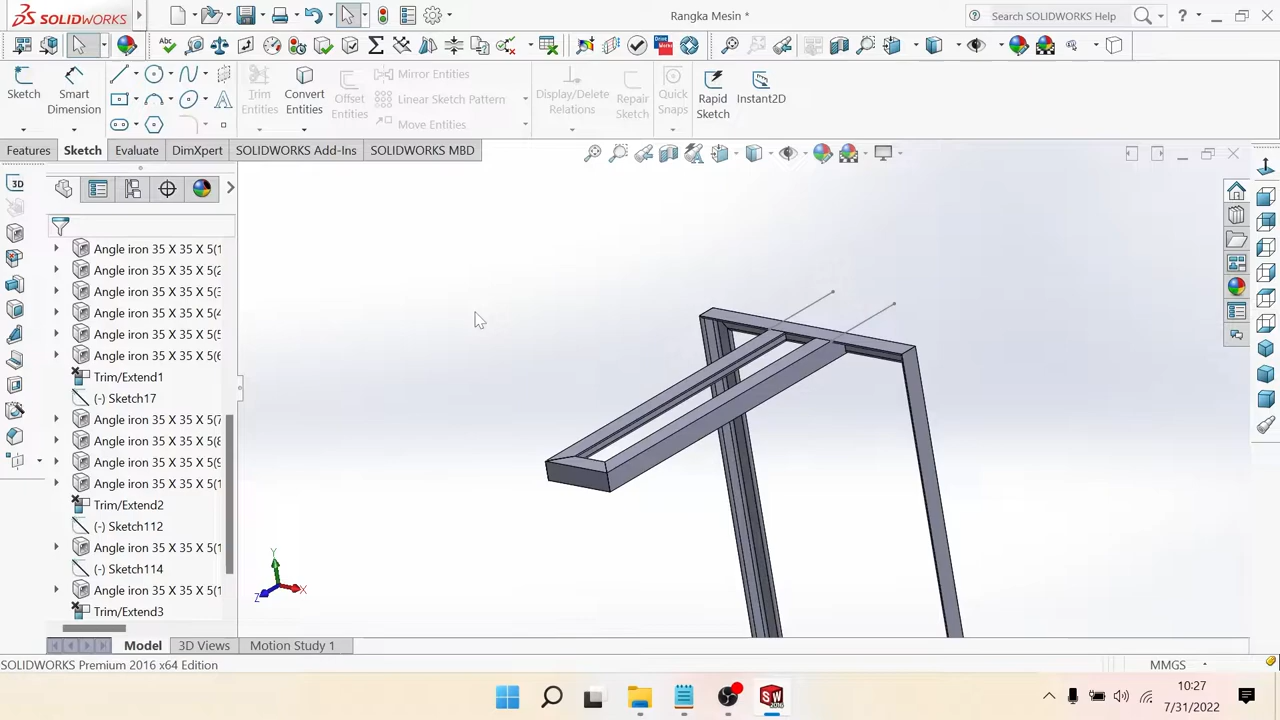 SOLIDWORKS
Rangka Mesin *
Search SOLIDWORKS Help
Sketch
Smart Dimension
Trim Entities
Convert Entities
Offset Entities
Mirror Entities
Linear Sketch Pattern
Move Entities
Display/Delete Relations
Repair Sketch
Quick Snaps
Rapid Sketch
Instant2D
Features
Sketch
Evaluate
DimXpert
SOLIDWORKS Add-Ins
SOLIDWORKS MBD
3D
Angle iron 35 X 35 X 5(1
Angle iron 35 X 35 X 5(2
Angle iron 35 X 35 X 5(3
Angle iron 35 X 35 X 5(4
Angle iron 35 X 35 X 5(5
Angle iron 35 X 35 X 5(6
Trim/Extend1
(-) Sketch17
Angle iron 35 X 35 X 5(7
Angle iron 35 X 35 X 5(8
Angle iron 35 X 35 X 5(9
Angle iron 35 X 35 X 5(1
Trim/Extend2
(-) Sketch112
Angle iron 35 X 35 X 5(1
(-) Sketch114
Angle iron 35 X 35 X 5(1
Trim/Extend3
Y
Z
X
Model
3D Views
Motion Study 1
SOLIDWORKS Premium 2016 x64 Edition
MMGS
10:27
7/31/2022